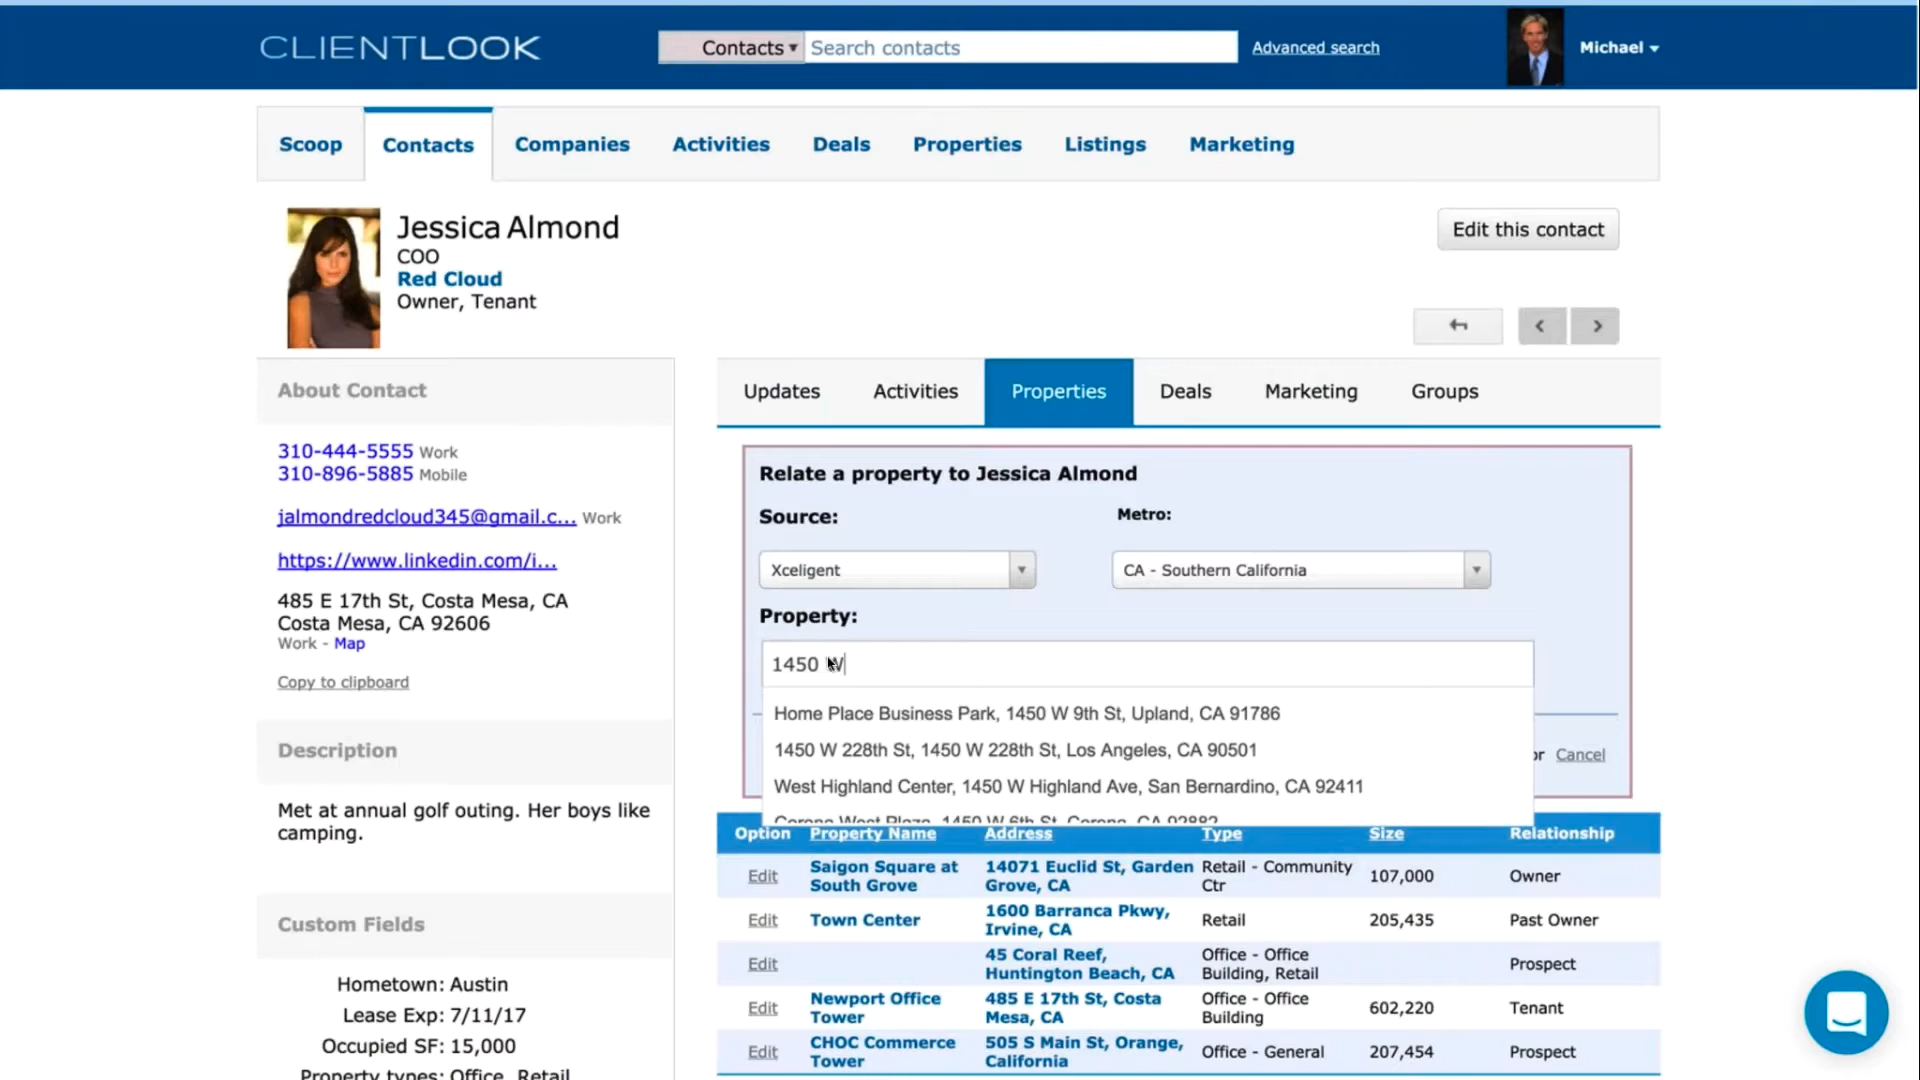 CLIENTLOOK
Contacts
Search contacts
Advanced search
Michael
Scoop
Contacts
Companies
Activities
Deals
Properties
Listings
Marketing
Jessica Almond
COO
Red Cloud
Owner, Tenant
Edit this contact
About Contact
310-444-5555 Work
310-896-5885 Mobile
jalmondredcloud345@gmail.c... Work
https://www.linkedin.com/i...
485 E 17th St, Costa Mesa, CA
Costa Mesa, CA 92606
Work - Map
Copy to clipboard
Description
Met at annual golf outing. Her boys like
camping.
Custom Fields
Hometown: Austin
Lease Exp: 7/11/17
Occupied SF: 15,000
Property types: Office, Retail
Updates
Activities
Properties
Deals
Marketing
Groups
Relate a property to Jessica Almond
Source:
Metro:
Xceligent
CA - Southern California
Property:
1450 W
Home Place Business Park, 1450 W 9th St, Upland, CA 91786
1450 W 228th St, 1450 W 228th St, Los Angeles, CA 90501
West Highland Center, 1450 W Highland Ave, San Bernardino, CA 92411
Corona West Plaza, 1450 W 6th St, Corona, CA 92882
or Cancel
Option Property Name Address Type Size Relationship
Edit Saigon Square at 14071 Euclid St, Garden Retail - Community 107,000 Owner
South Grove Grove, CA Ctr
Edit Town Center 1600 Barranca Pkwy, Retail 205,435 Past Owner
Irvine, CA
Edit 45 Coral Reef, Office - Office Prospect
Huntington Beach, CA Building, Retail
Edit Newport Office 485 E 17th St, Costa Office - Office 602,220 Tenant
Tower Mesa, CA Building
Edit CHOC Commerce 505 S Main St, Orange, Office - General 207,454 Prospect
Tower California